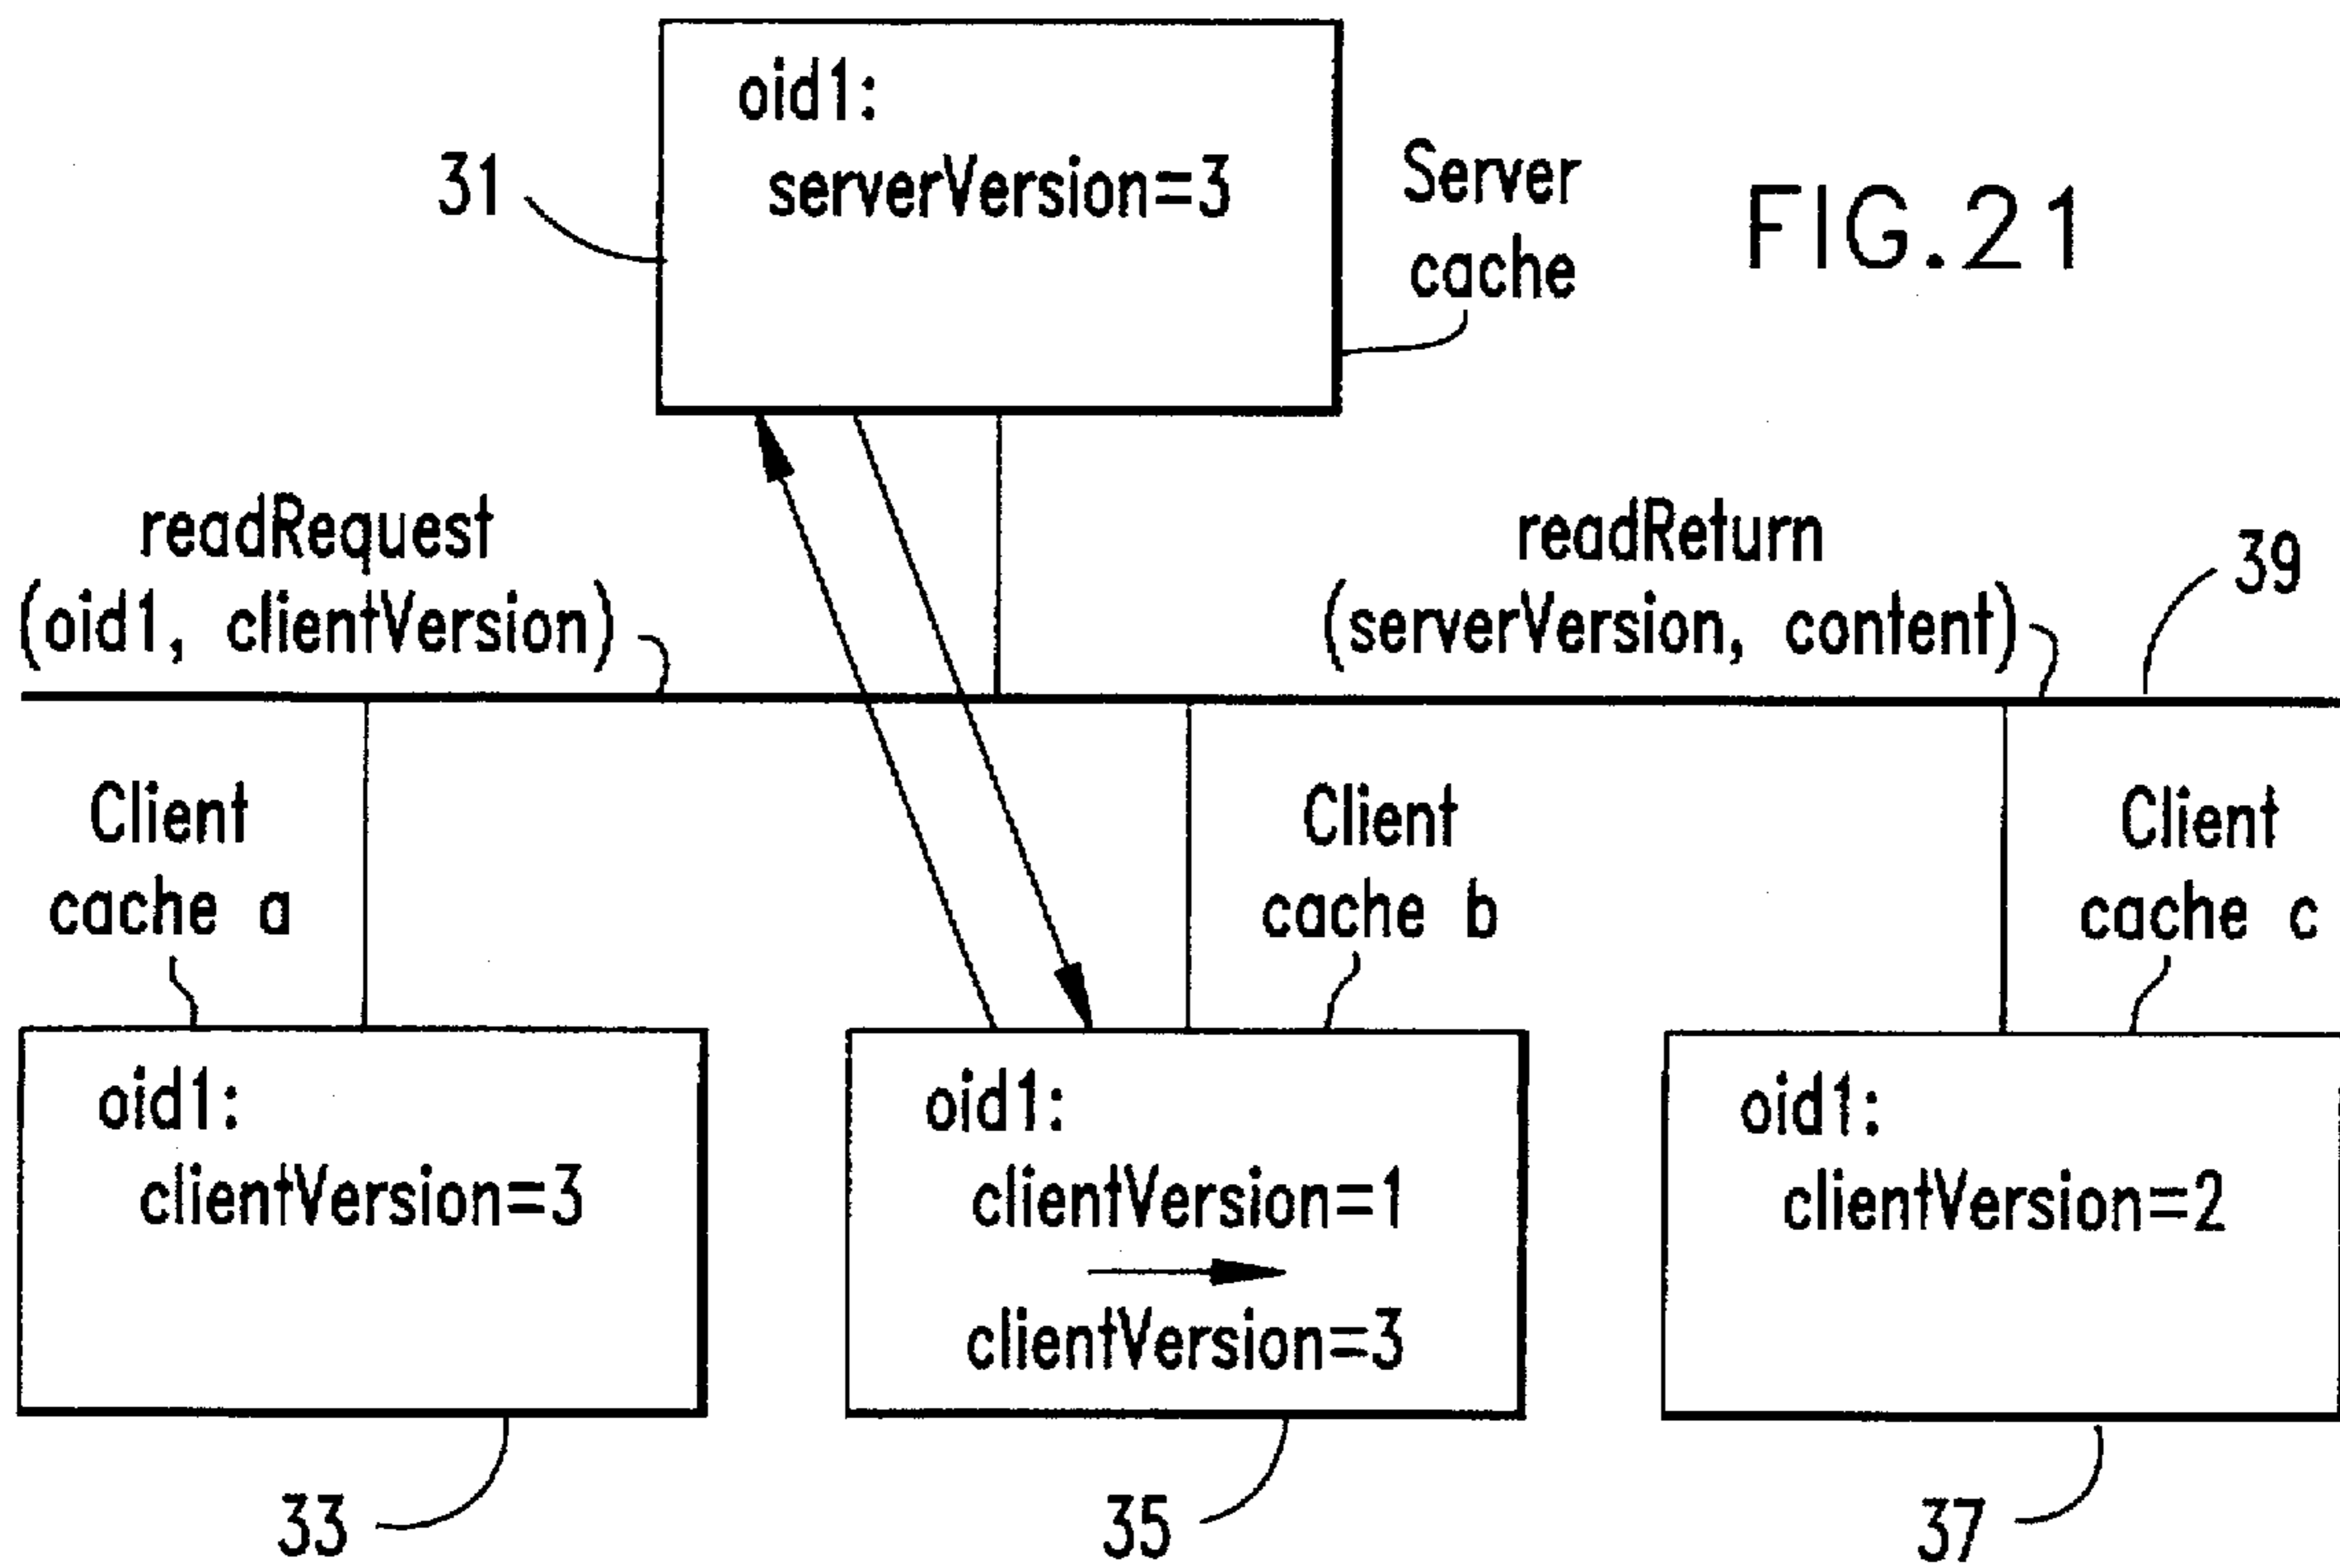 oid1:
serverVersion=3
31
Server
cache
FIG.21
readRequest
(oid1, clientVersion)
readReturn
(serverVersion, content)
39
Client
cache a
Client
cache b
Client
cache c
oid1:
clientVersion=3
oid1:
clientVersion=1
clientVersion=3
oid1:
clientVersion=2
33
35
37